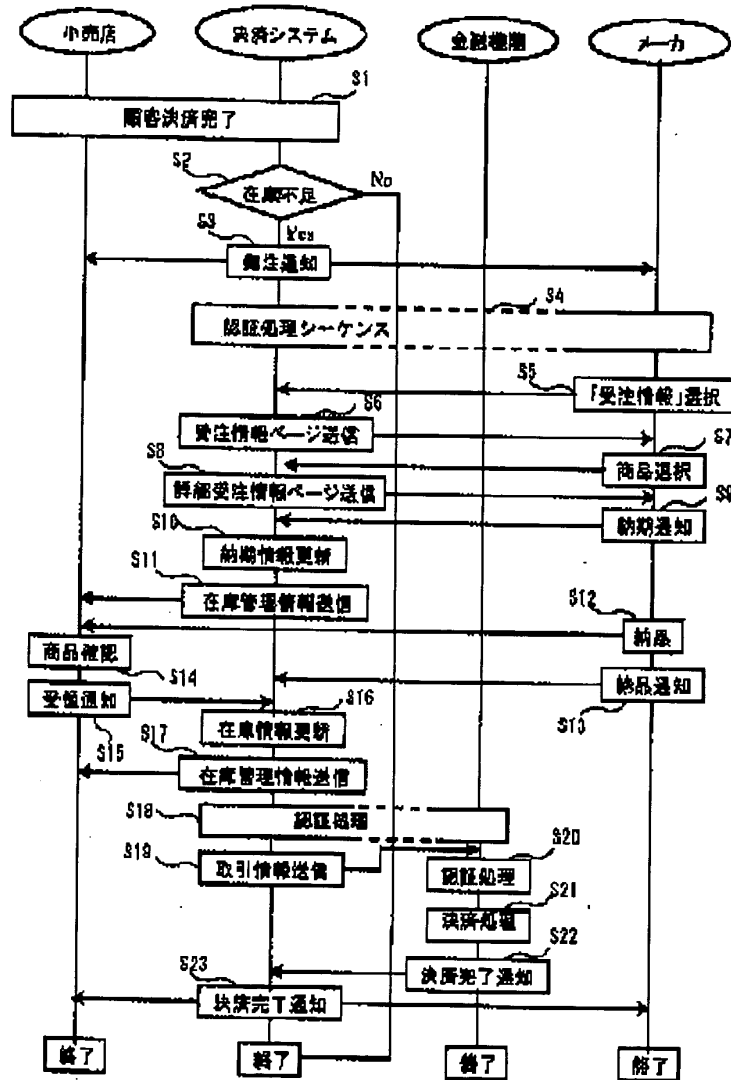 小売店
決済システム
金融機関
メーカ
S1
顧客決済完了
S2
在庫不足
No
Yes
S3
発注通知
S4
認証処理シーケンス
S5
「受注情報」選択
S6
受注情報ページ送信
S7
商品選択
S8
詳細受注情報ページ送信
S9
納期通知
S10
納期情報更新
S11
在庫管理情報送信
S12
納品
商品確認
S14
納品通知
S13
受領通知
S15
S16
在庫情報更新
S17
在庫管理情報送信
S18
認証処理
S19
取引情報送信
S20
認証処理
S21
決済処理
S22
決済完了通知
S23
決済完了通知
終了
終了
終了
終了